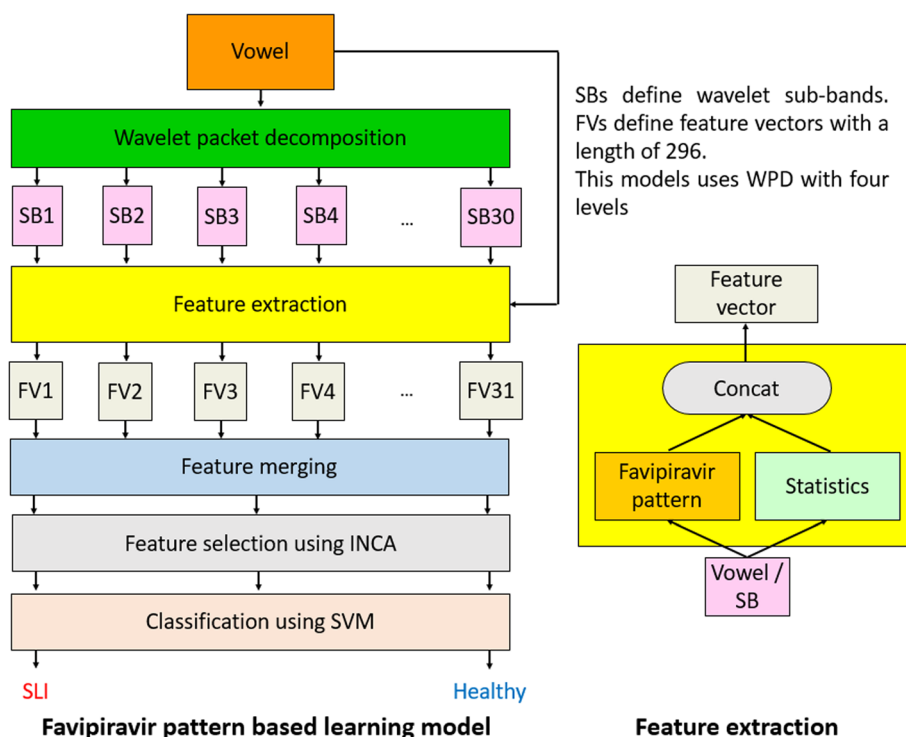 Vowel
SBs define wavelet sub-bands.
FVs define feature vectors with a
length of 296.
This models uses WPD with four
levels
Wavelet packet decomposition
SB1 SB2 SB3 SB4 ... SB30
Feature extraction
FV1 FV2 FV3 FV4 ... FV31
Feature merging
Feature selection using INCA
Classification using SVM
SLI Healthy
Favipiravir pattern based learning model
Feature
vector
Concat
Favipiravir
pattern
Statistics
Vowel /
SB
Feature extraction